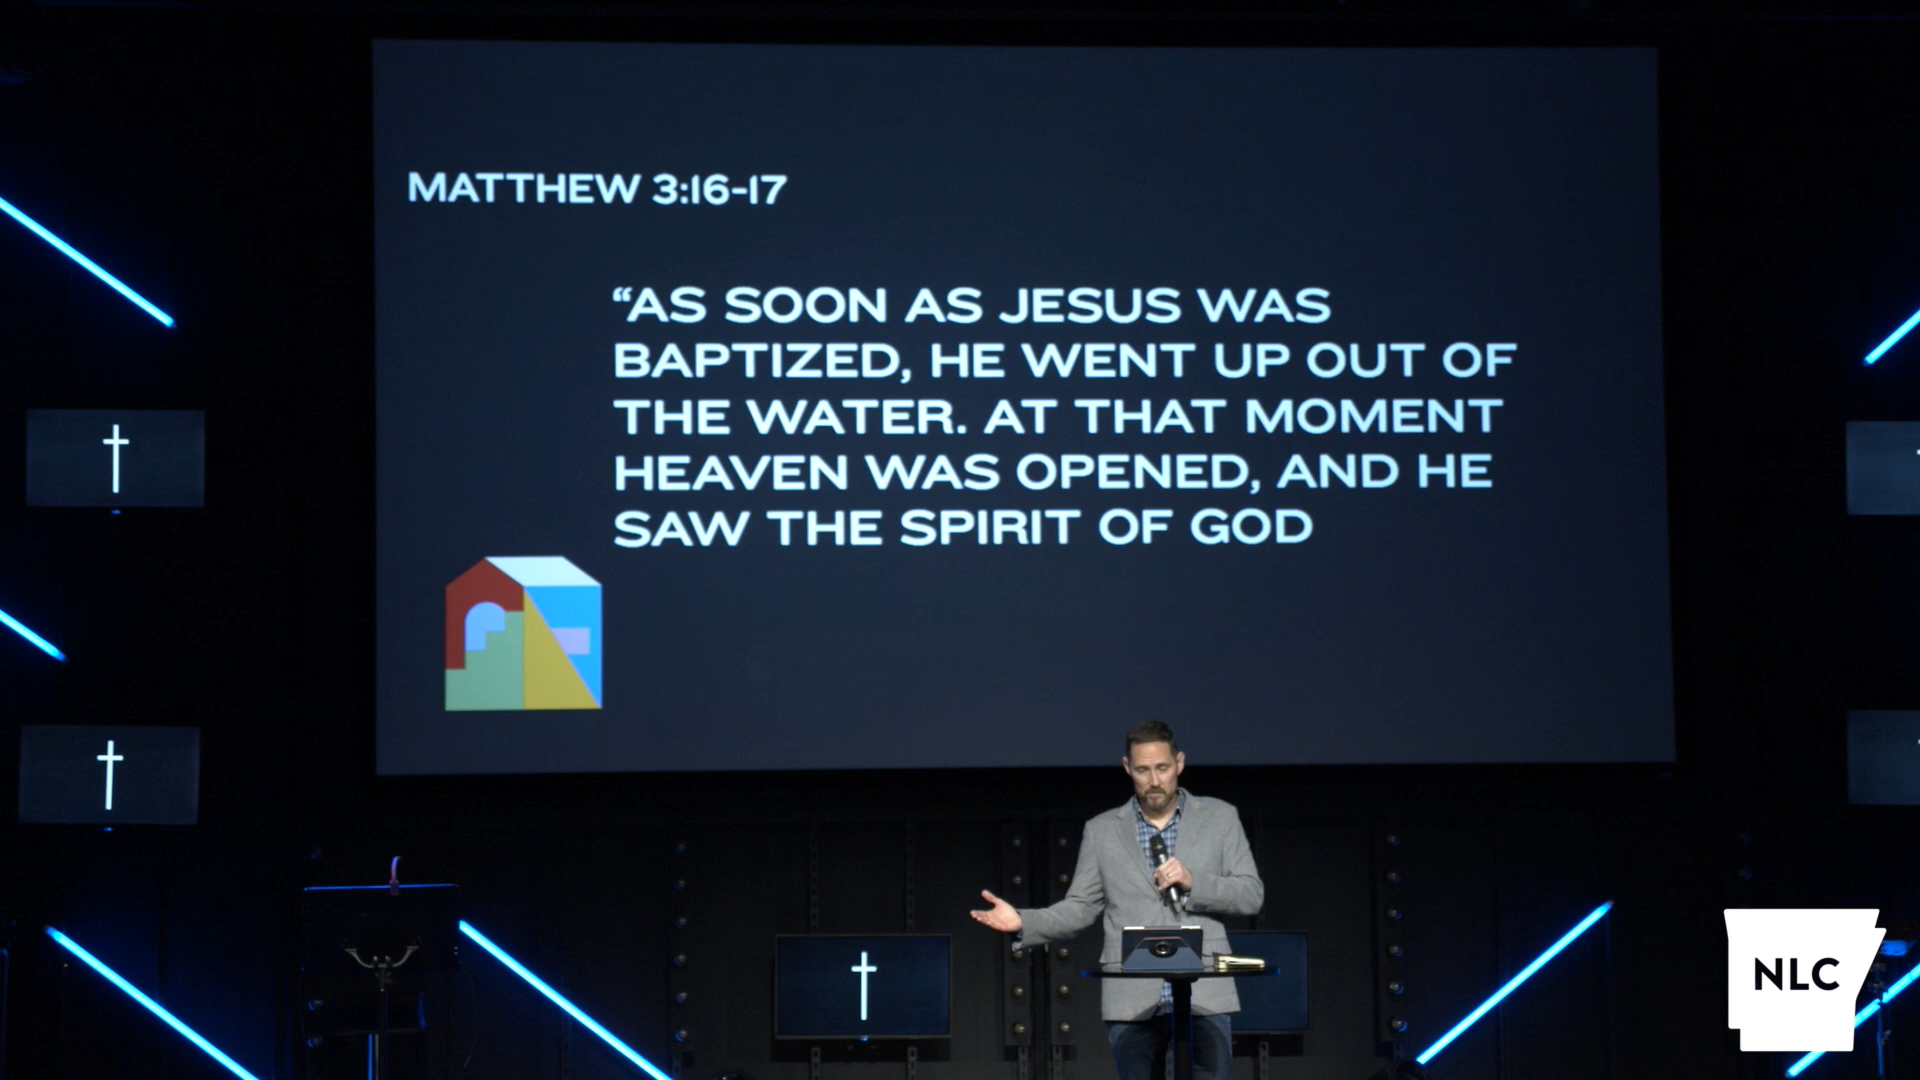 MATTHEW 3:16-17
“AS SOON AS JESUS WAS
BAPTIZED, HE WENT UP OUT OF
THE WATER. AT THAT MOMENT
HEAVEN WAS OPENED, AND HE
SAW THE SPIRIT OF GOD
NLC